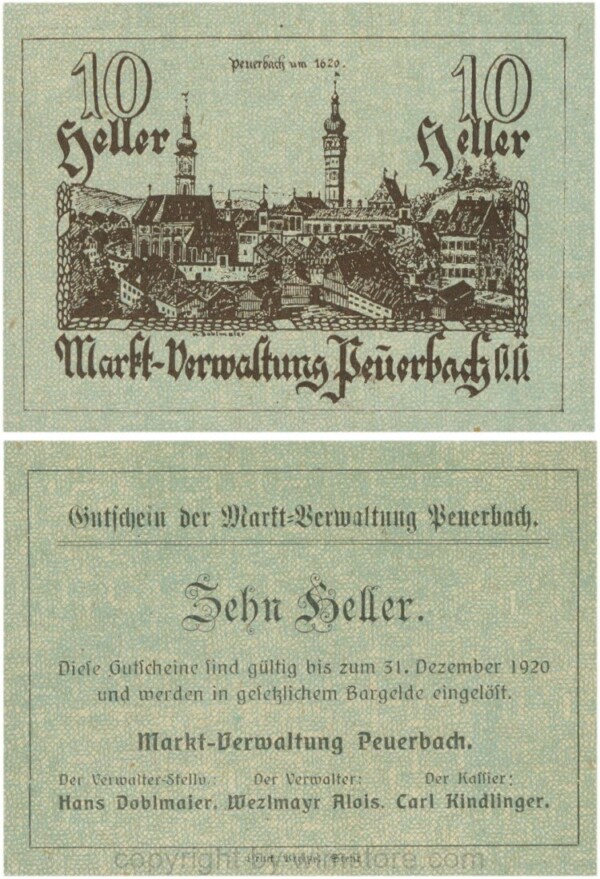 Peuerbach um 1620.
10 10
Heller Heller
Markt-Verwaltung Peuerbach O.Ö.
Gutschein der Markt-Verwaltung Peuerbach.
Zehn Heller.
Diese Gutscheine sind gültig bis zum 31. Dezember 1920
und werden in gesetzlichem Bargelde eingelöst.
Markt-Verwaltung Peuerbach.
Der Verwalter-Stellv.: Der Verwalter: Der Kassier:
Hans Doblmaier. Wezlmayr Alois. Carl Kindlinger.
copyright by winstore.com